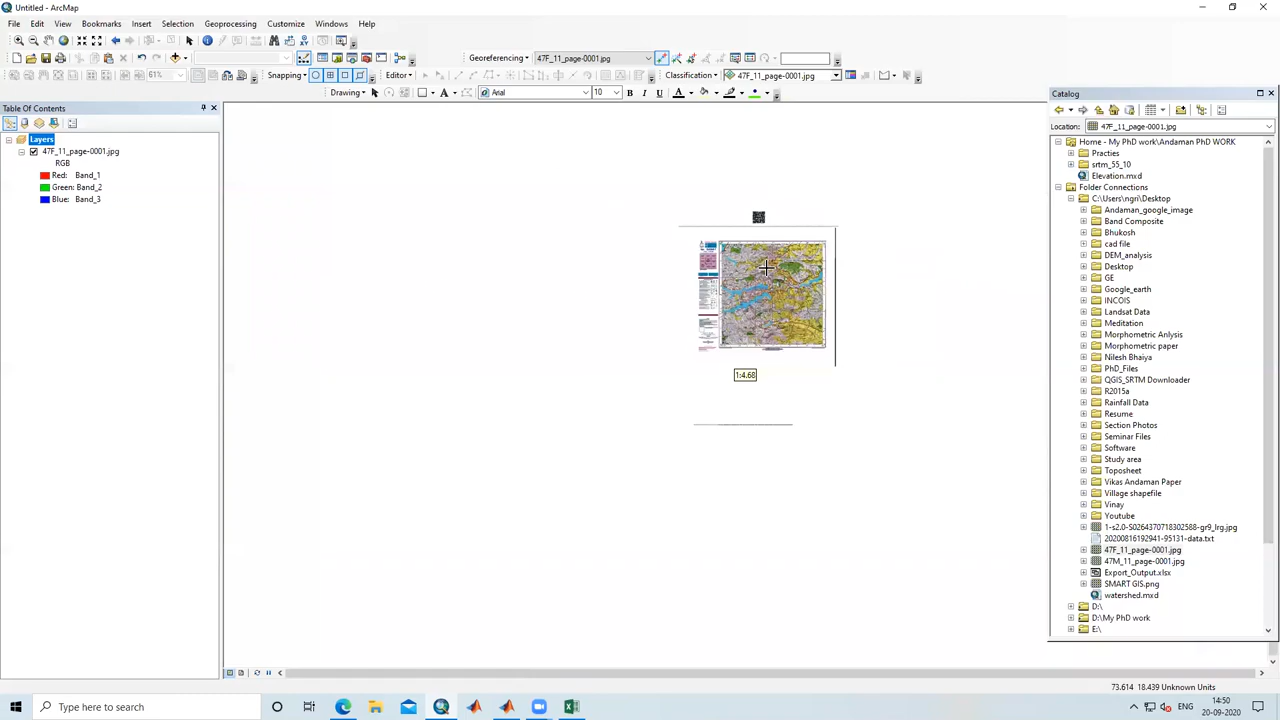 Untitled - ArcMap
File Edit View Bookmarks Insert Selection Geoprocessing Customize Windows Help
Georeferencing 47F_11_page-0001.jpg
61% Snapping Editor Classification 47F_11_page-0001.jpg
Drawing A Arial 10 B I U A
Table Of Contents
Layers
47F_11_page-0001.jpg
RGB
Red: Band_1
Green: Band_2
Blue: Band_3
1:4.68
Catalog
Location: 47F_11_page-0001.jpg
Home - My PhD work\Andaman PhD WORK
Practies
srtm_55_10
Elevation.mxd
Folder Connections
C:\Users\ngri\Desktop
Andaman_google_image
Band Composite
Bhukosh
cad file
DEM_analysis
Desktop
GE
Google_earth
INCOIS
Landsat Data
Meditation
Morphometric Anlysis
Morphometric paper
Nilesh Bhaiya
PhD_Files
QGIS_SRTM Downloader
R2015a
Rainfall Data
Resume
Section Photos
Seminar Files
Software
Study area
Toposheet
Vikas Andaman Paper
Village shapefile
Vinay
Youtube
1-s2.0-S0264370718302588-gr9_lrg.jpg
20200816192941-95131-data.txt
47F_11_page-0001.jpg
47M_11_page-0001.jpg
Export_Output.xlsx
SMART GIS.png
watershed.mxd
D:\
D:\My PhD work
E:\
73.614 18.439 Unknown Units
Type here to search
ENG
14:50
20-09-2020